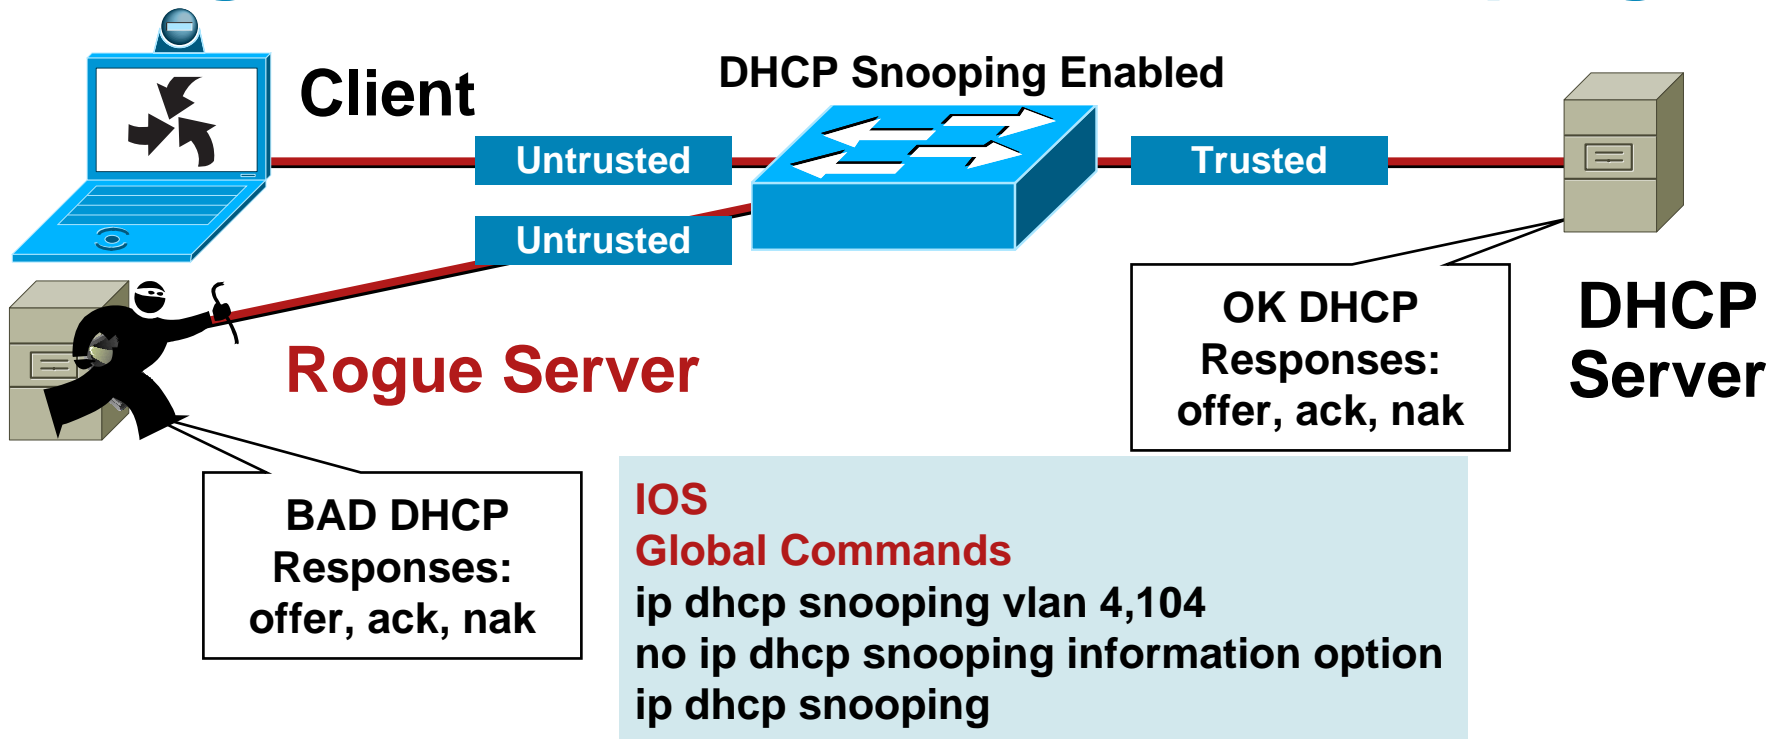 Client
DHCP Snooping Enabled
Untrusted
Trusted
Untrusted
OK DHCP
Responses:
offer, ack, nak
DHCP
Server
Rogue Server
BAD DHCP
Responses:
offer, ack, nak
IOS
Global Commands
ip dhcp snooping vlan 4,104
no ip dhcp snooping information option
ip dhcp snooping